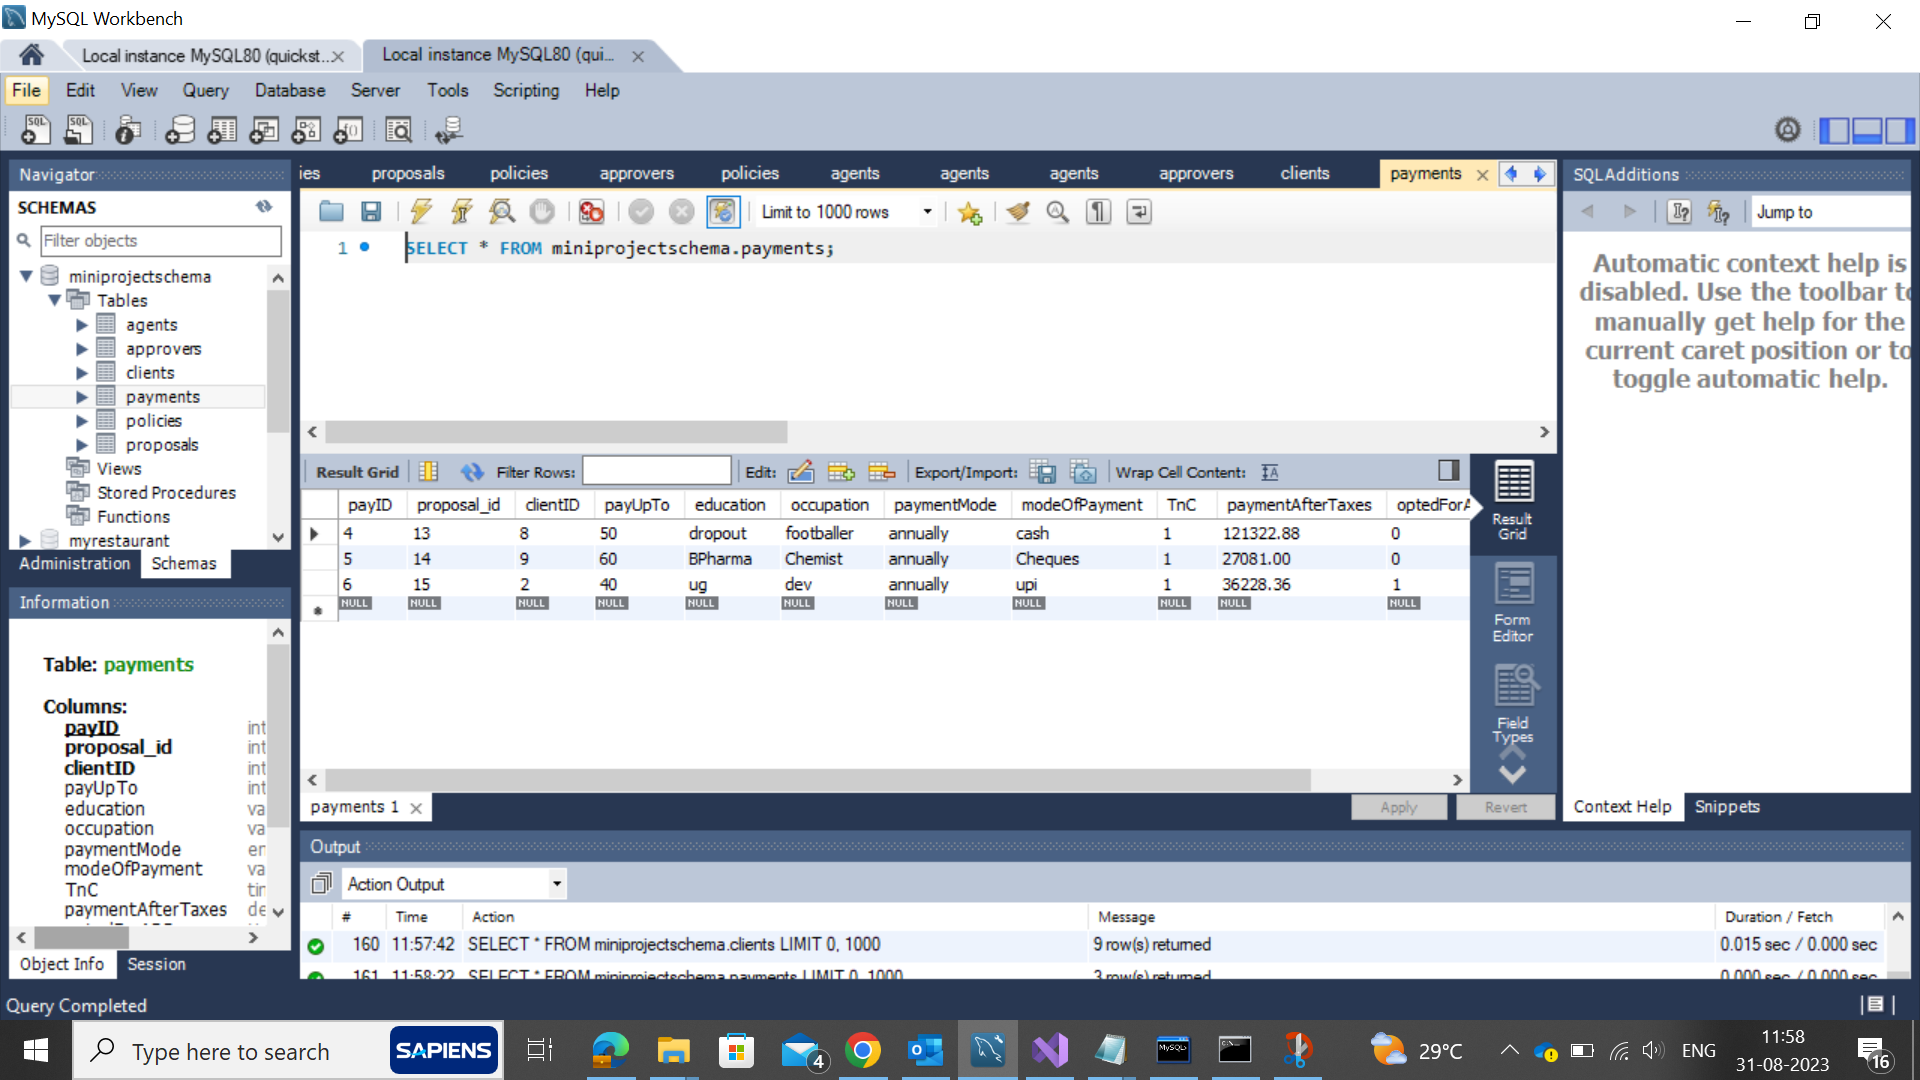 MySQL Workbench
Local instance MySQL80 (quickst...
Local instance MySQL80 (qui...
File Edit View Query Database Server Tools Scripting Help
Navigator
SCHEMAS
Filter objects
miniprojectschema
Tables
agents
approvers
clients
payments
policies
proposals
Views
Stored Procedures
Functions
myrestaurant
Administration Schemas
Information
Table: payments
Columns:
payID int
proposal_id int
clientID int
payUpTo int
education va
occupation va
paymentMode en
modeOfPayment va
TnC tin
paymentAfterTaxes de
Object Info Session
Query Completed
ies proposals policies approvers policies agents agents agents approvers clients payments
Limit to 1000 rows
1 SELECT * FROM miniprojectschema.payments;
Result Grid Filter Rows: Edit: Export/Import: Wrap Cell Content:
payID proposal_id clientID payUpTo education occupation paymentMode modeOfPayment TnC paymentAfterTaxes optedForA
4 13 8 50 dropout footballer annually cash 1 121322.88 0
5 14 9 60 BPharma Chemist annually Cheques 1 27081.00 0
6 15 2 40 ug dev annually upi 1 36228.36 1
NULL NULL NULL NULL NULL NULL NULL NULL NULL NULL NULL
Result Grid
Form Editor
Field Types
payments 1
Apply Revert
SQLAdditions
Jump to
Automatic context help is
disabled. Use the toolbar to
manually get help for the
current caret position or to
toggle automatic help.
Context Help Snippets
Output
Action Output
# Time Action Message Duration / Fetch
160 11:57:42 SELECT * FROM miniprojectschema.clients LIMIT 0, 1000 9 row(s) returned 0.015 sec / 0.000 sec
161 11:58:22 SELECT * FROM miniprojectschema.payments LIMIT 0, 1000 3 row(s) returned 0.000 sec / 0.000 sec
Type here to search
SAPIENS
4
29°C
ENG
11:58
31-08-2023
16